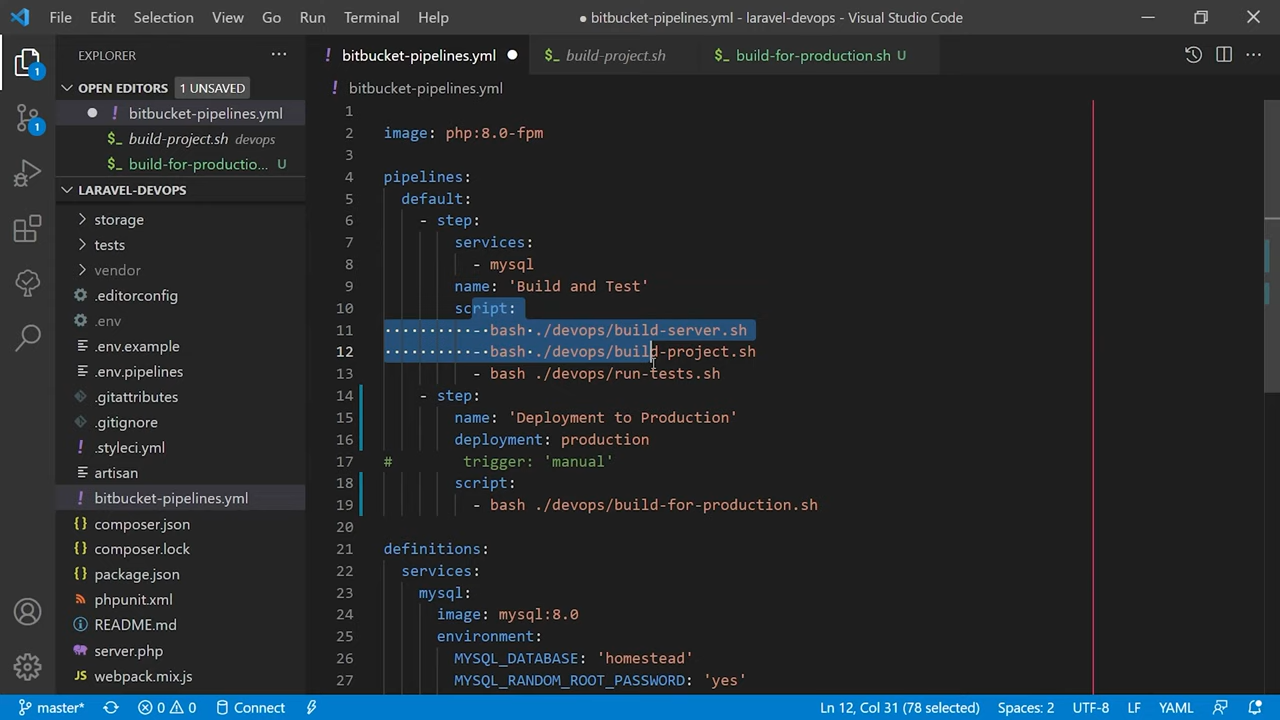 File Edit Selection View Go Run Terminal Help ● bitbucket-pipelines.yml - laravel-devops - Visual Studio Code
EXPLORER
OPEN EDITORS 1 UNSAVED
! bitbucket-pipelines.yml
$_ build-project.sh devops
$_ build-for-productio... U
LARAVEL-DEVOPS
storage
tests
vendor
.editorconfig
.env
.env.example
.env.pipelines
.gitattributes
.gitignore
! .styleci.yml
artisan
! bitbucket-pipelines.yml
{} composer.json
{} composer.lock
{} package.json
phpunit.xml
README.md
server.php
webpack.mix.js
1
1
! bitbucket-pipelines.yml ●
$_ build-project.sh
$_ build-for-production.sh U
! bitbucket-pipelines.yml
1
2 image: php:8.0-fpm
3
4 pipelines:
5 default:
6 - step:
7 services:
8 - mysql
9 name: 'Build and Test'
10 script:
11 - bash ./devops/build-server.sh
12 - bash ./devops/build-project.sh
13 - bash ./devops/run-tests.sh
14 - step:
15 name: 'Deployment to Production'
16 deployment: production
17 # trigger: 'manual'
18 script:
19 - bash ./devops/build-for-production.sh
20
21 definitions:
22 services:
23 mysql:
24 image: mysql:8.0
25 environment:
26 MYSQL_DATABASE: 'homestead'
27 MYSQL_RANDOM_ROOT_PASSWORD: 'yes'
master* 0 0 Connect Ln 12, Col 31 (78 selected) Spaces: 2 UTF-8 LF YAML